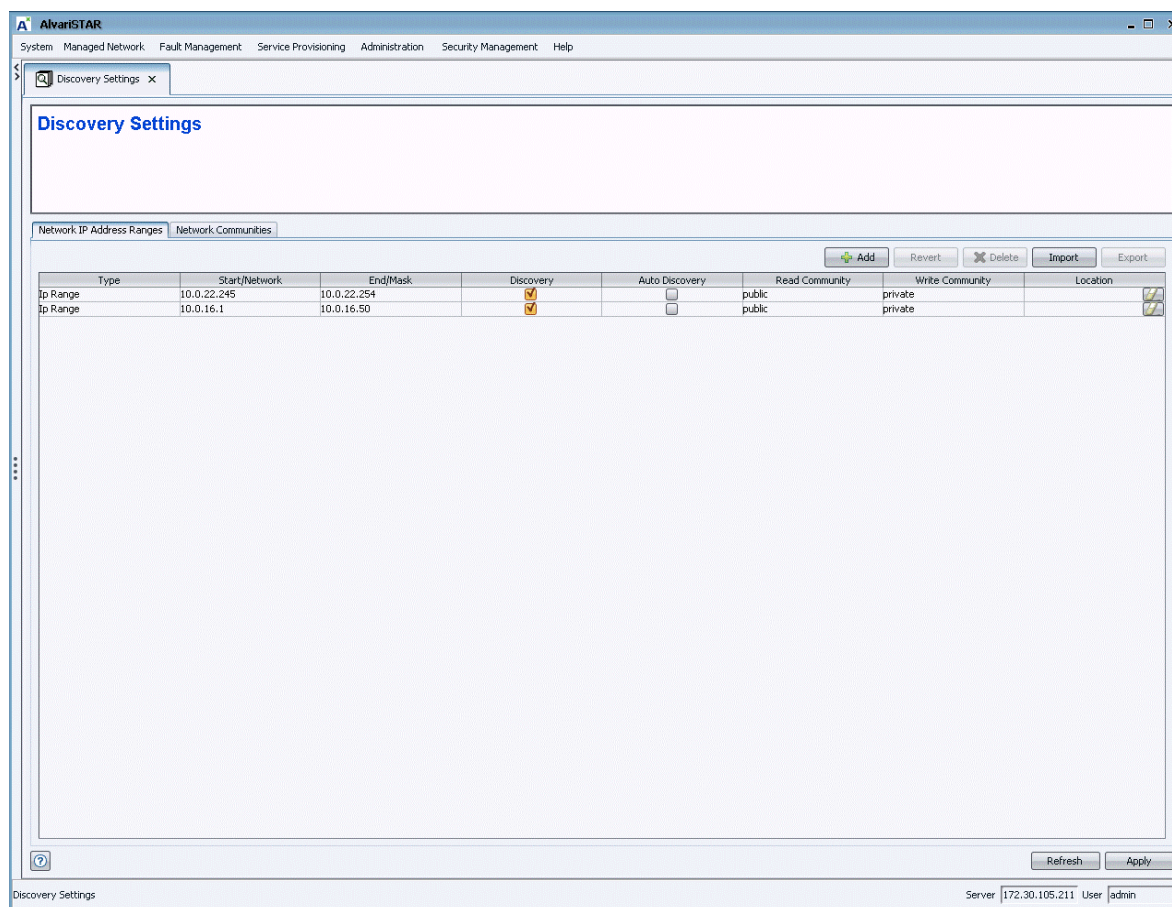 AlvariSTAR
System Managed Network Fault Management Service Provisioning Administration Security Management Help
Discovery Settings
Discovery Settings
Network IP Address Ranges Network Communities
Add Revert Delete Import Export
Type Start/Network End/Mask Discovery Auto Discovery Read Community Write Community Location
Ip Range 10.0.22.245 10.0.22.254 public private
Ip Range 10.0.16.1 10.0.16.50 public private
Refresh Apply
Discovery Settings Server 172.30.105.211 User admin